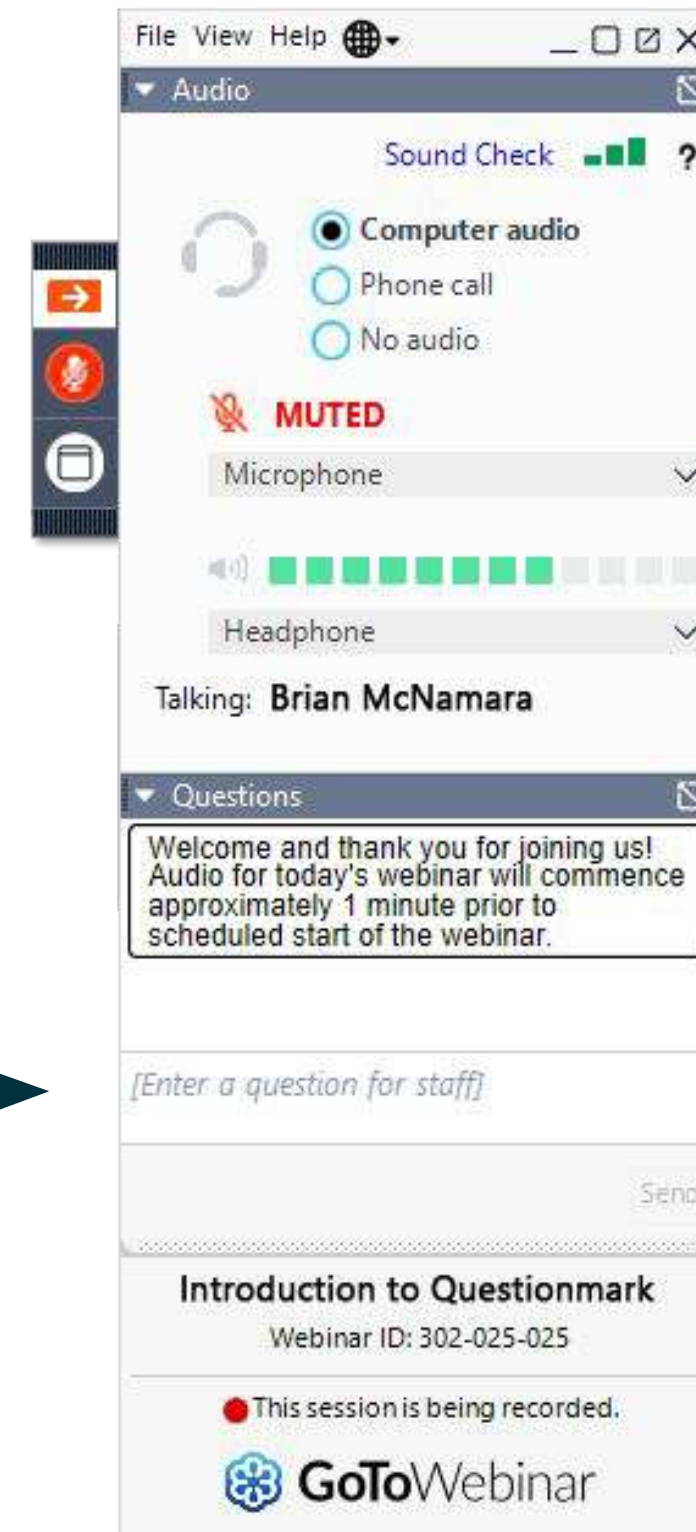 File View Help
Audio
Sound Check ?
Computer audio
Phone call
No audio
MUTED
Microphone
Headphone
Talking: Brian McNamara
Questions
Welcome and thank you for joining us!
Audio for today's webinar will commence
approximately 1 minute prior to
scheduled start of the webinar.
[Enter a question for staff]
Send
Introduction to Questionmark
Webinar ID: 302-025-025
This session is being recorded.
GoToWebinar